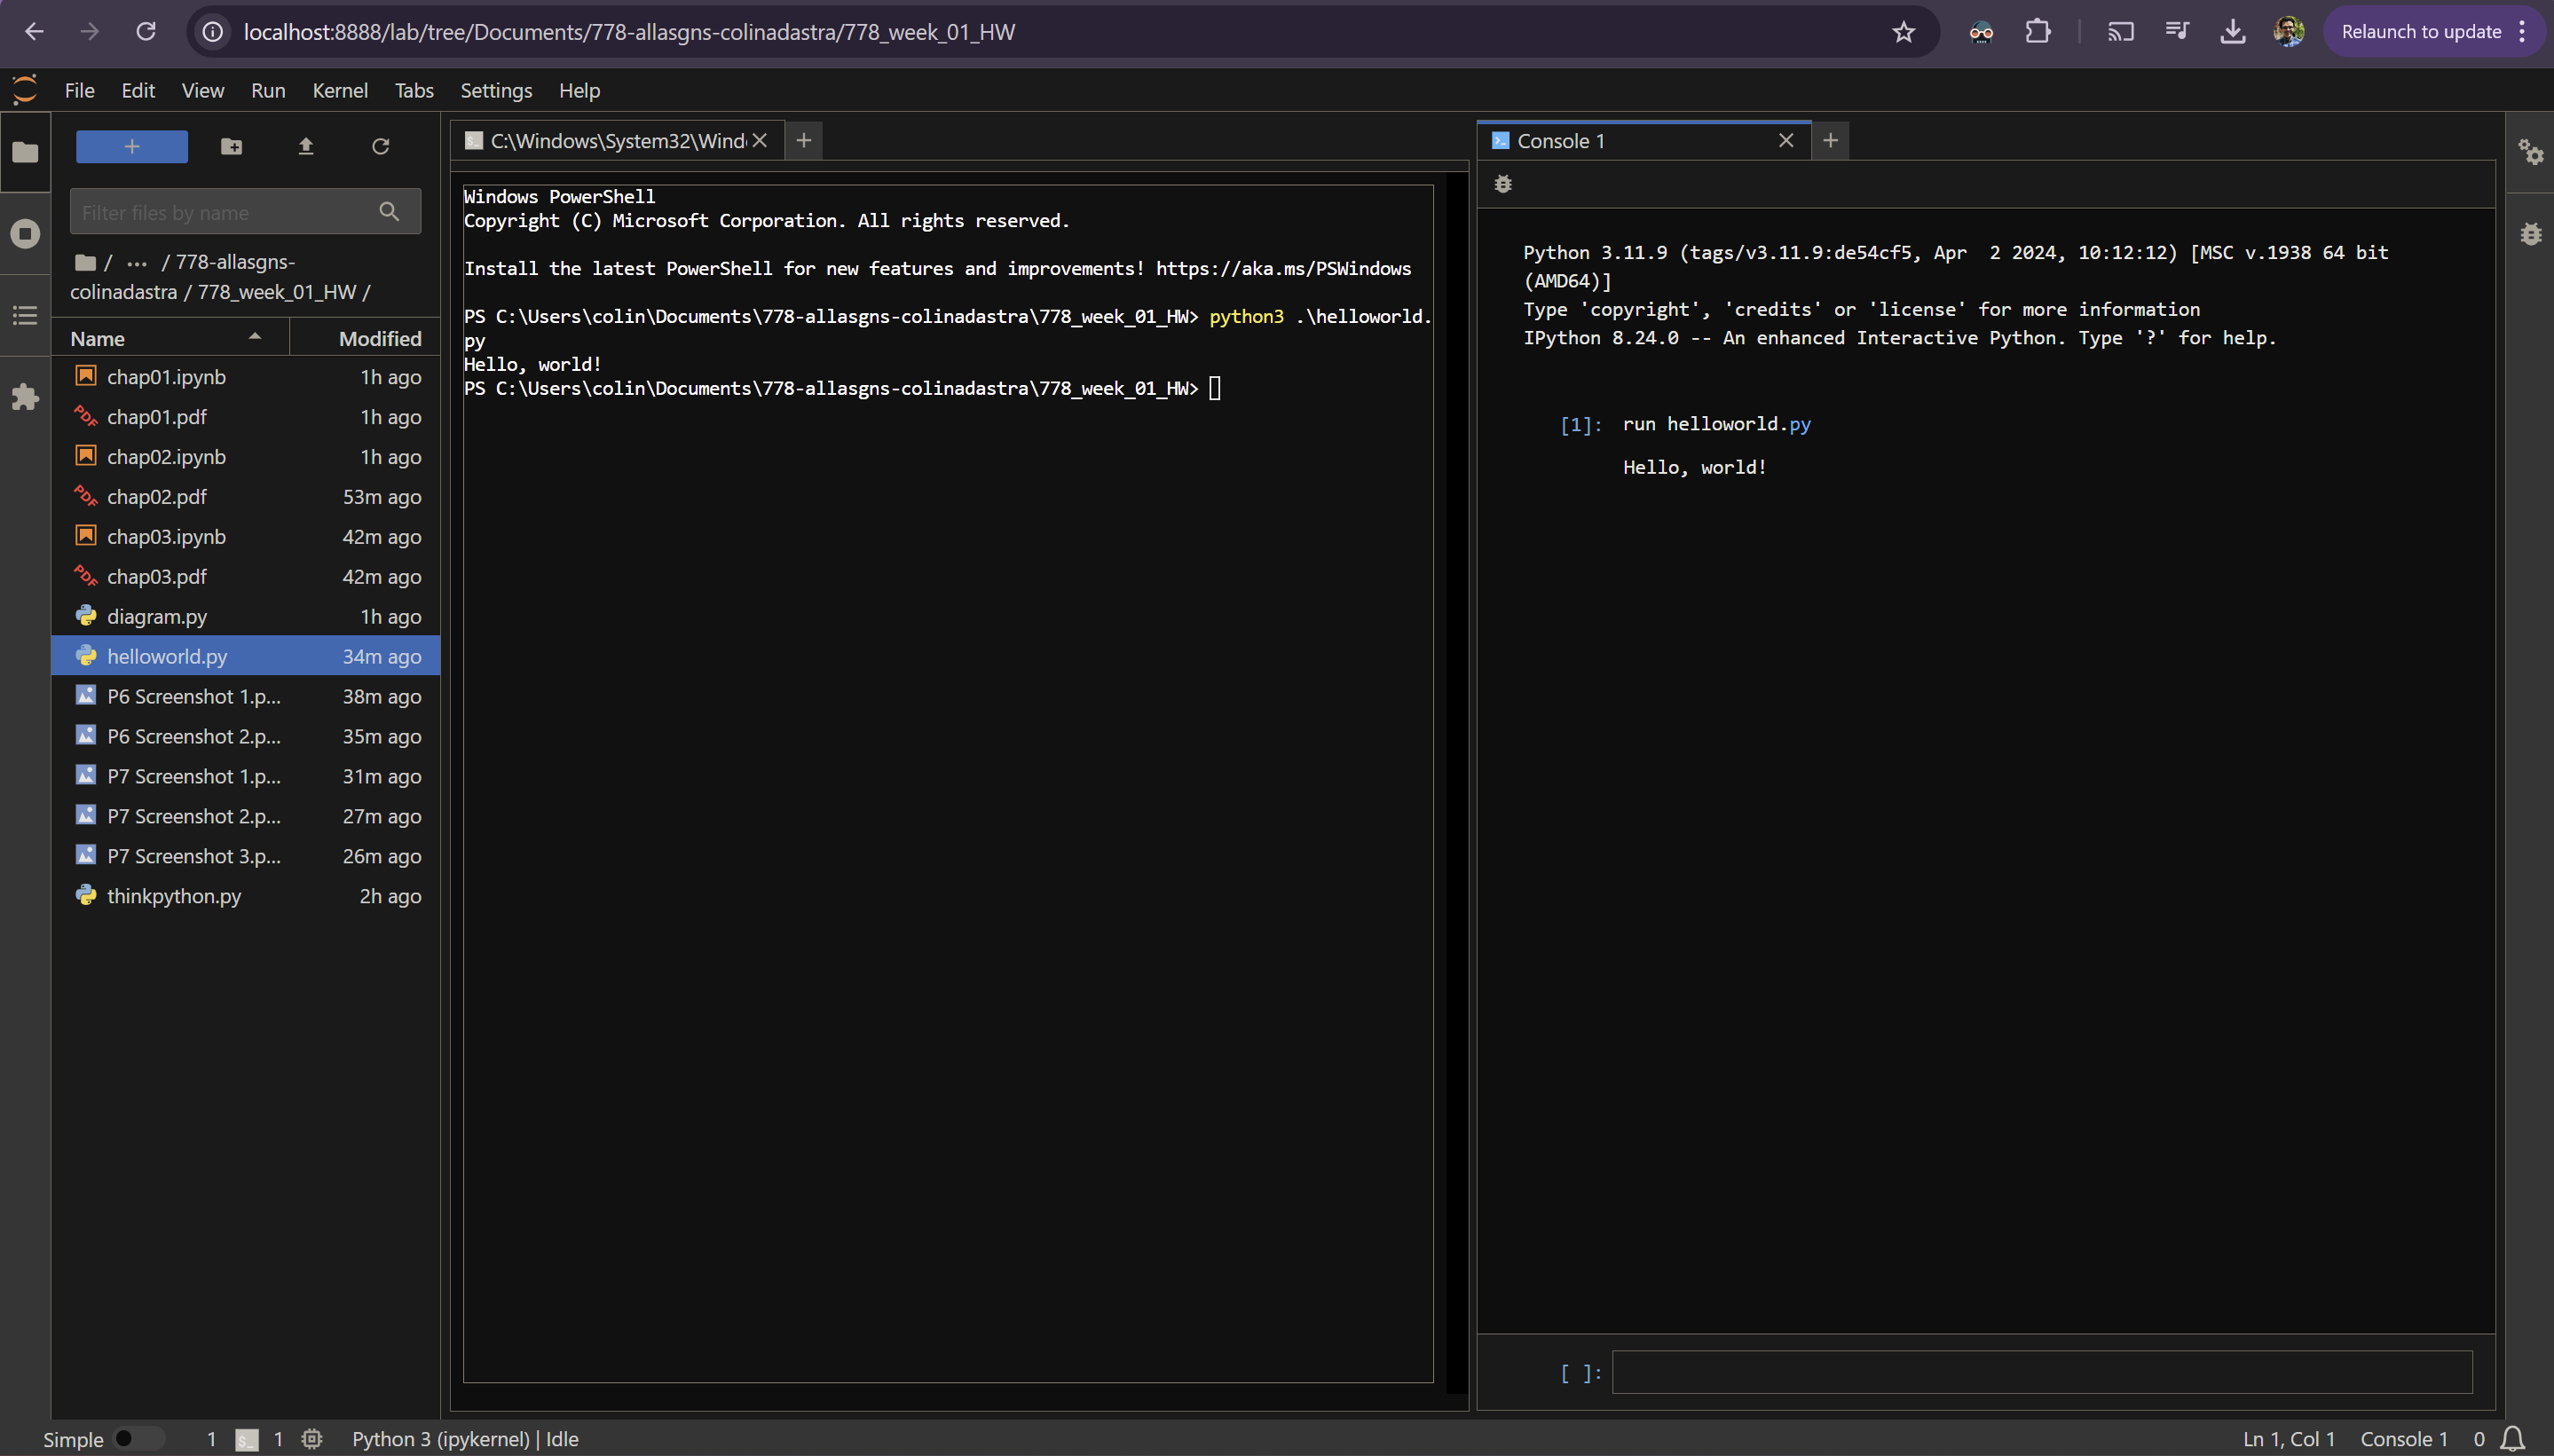 localhost:8888/lab/tree/Documents/778-allasgns-colinadastra/778_week_01_HW
Relaunch to update
File Edit View Run Kernel Tabs Settings Help
Filter files by name
/ ··· / 778-allasgns-
colinadastra / 778_week_01_HW /
Name Modified
chap01.ipynb 1h ago
chap01.pdf 1h ago
chap02.ipynb 1h ago
chap02.pdf 53m ago
chap03.ipynb 42m ago
chap03.pdf 42m ago
diagram.py 1h ago
helloworld.py 34m ago
P6 Screenshot 1.p... 38m ago
P6 Screenshot 2.p... 35m ago
P7 Screenshot 1.p... 31m ago
P7 Screenshot 2.p... 27m ago
P7 Screenshot 3.p... 26m ago
thinkpython.py 2h ago
C:\Windows\System32\Wind
Windows PowerShell
Copyright (C) Microsoft Corporation. All rights reserved.
Install the latest PowerShell for new features and improvements! https://aka.ms/PSWindows
PS C:\Users\colin\Documents\778-allasgns-colinadastra\778_week_01_HW> python3 .\helloworld.
py
Hello, world!
PS C:\Users\colin\Documents\778-allasgns-colinadastra\778_week_01_HW>
Console 1
Python 3.11.9 (tags/v3.11.9:de54cf5, Apr  2 2024, 10:12:12) [MSC v.1938 64 bit
(AMD64)]
Type 'copyright', 'credits' or 'license' for more information
IPython 8.24.0 -- An enhanced Interactive Python. Type '?' for help.
[1]: run helloworld.py
Hello, world!
[ ]:
Simple 1 $_ 1 Python 3 (ipykernel) | Idle Ln 1, Col 1 Console 1 0